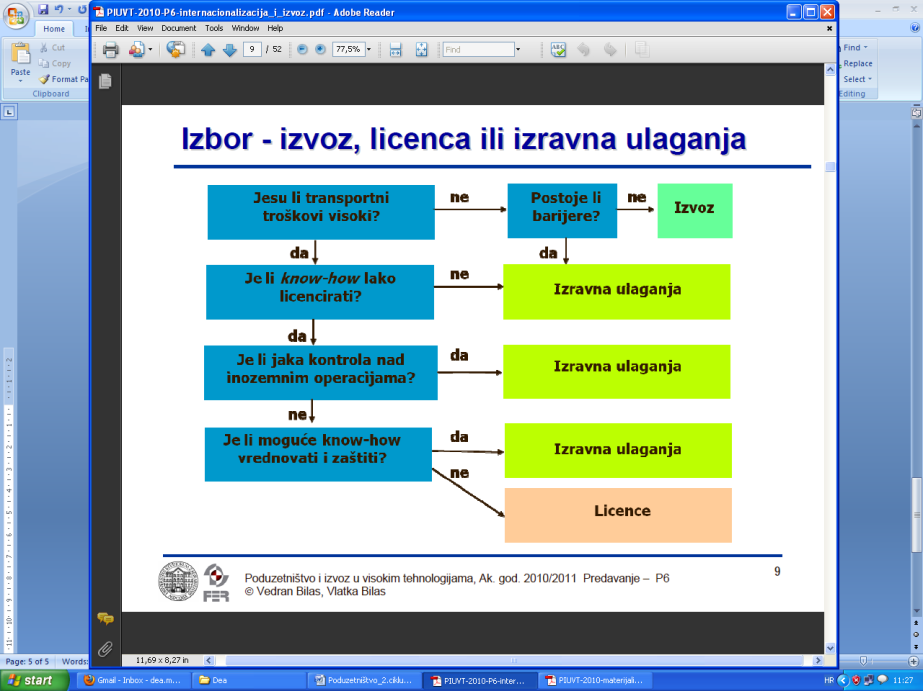 PIUVT-2010-P6-internacionalizacija_i_izvoz.pdf - Adobe Reader
Home
File Edit View Document Tools Window Help
Cut
Copy
Format Pa
Paste
Clipboard
9 / 52
77,5%
Find
Find
Replace
Select
Editing
Izbor - izvoz, licenca ili izravna ulaganja
Jesu li transportni
troškovi visoki?
ne
Postoje li
barijere?
ne
Izvoz
da
da
Je li know-how lako
licencirati?
ne
Izravna ulaganja
da
Je li jaka kontrola nad
inozemnim operacijama?
da
Izravna ulaganja
ne
Je li moguće know-how
vrednovati i zaštiti?
da
Izravna ulaganja
ne
Licence
FER
Poduzetništvo i izvoz u visokim tehnologijama, Ak. god. 2010/2011 Predavanje – P6
© Vedran Bilas, Vlatka Bilas
9
11,69 x 8,27 in
Page: 5 of 5
Words:
start
Gmail - Inbox - dea.m...
Dea
Poduzetništvo_2.ciklu...
PIUVT-2010-P6-inter...
PIUVT-2010-materijali...
HR
11:27